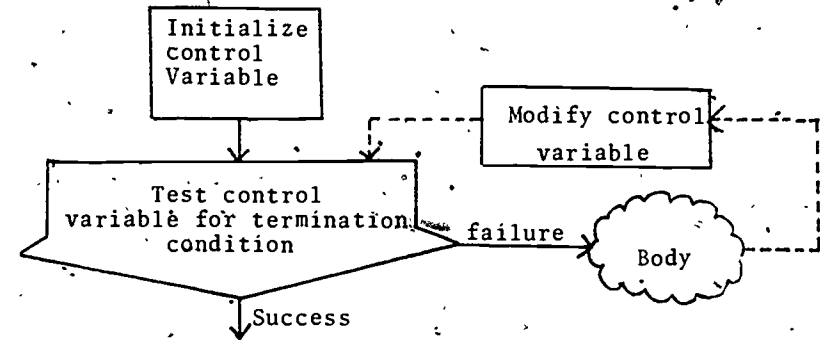 Initialize
control
Variable
Modify control
variable
Test control
variable for termination
condition
failure
Body
Success